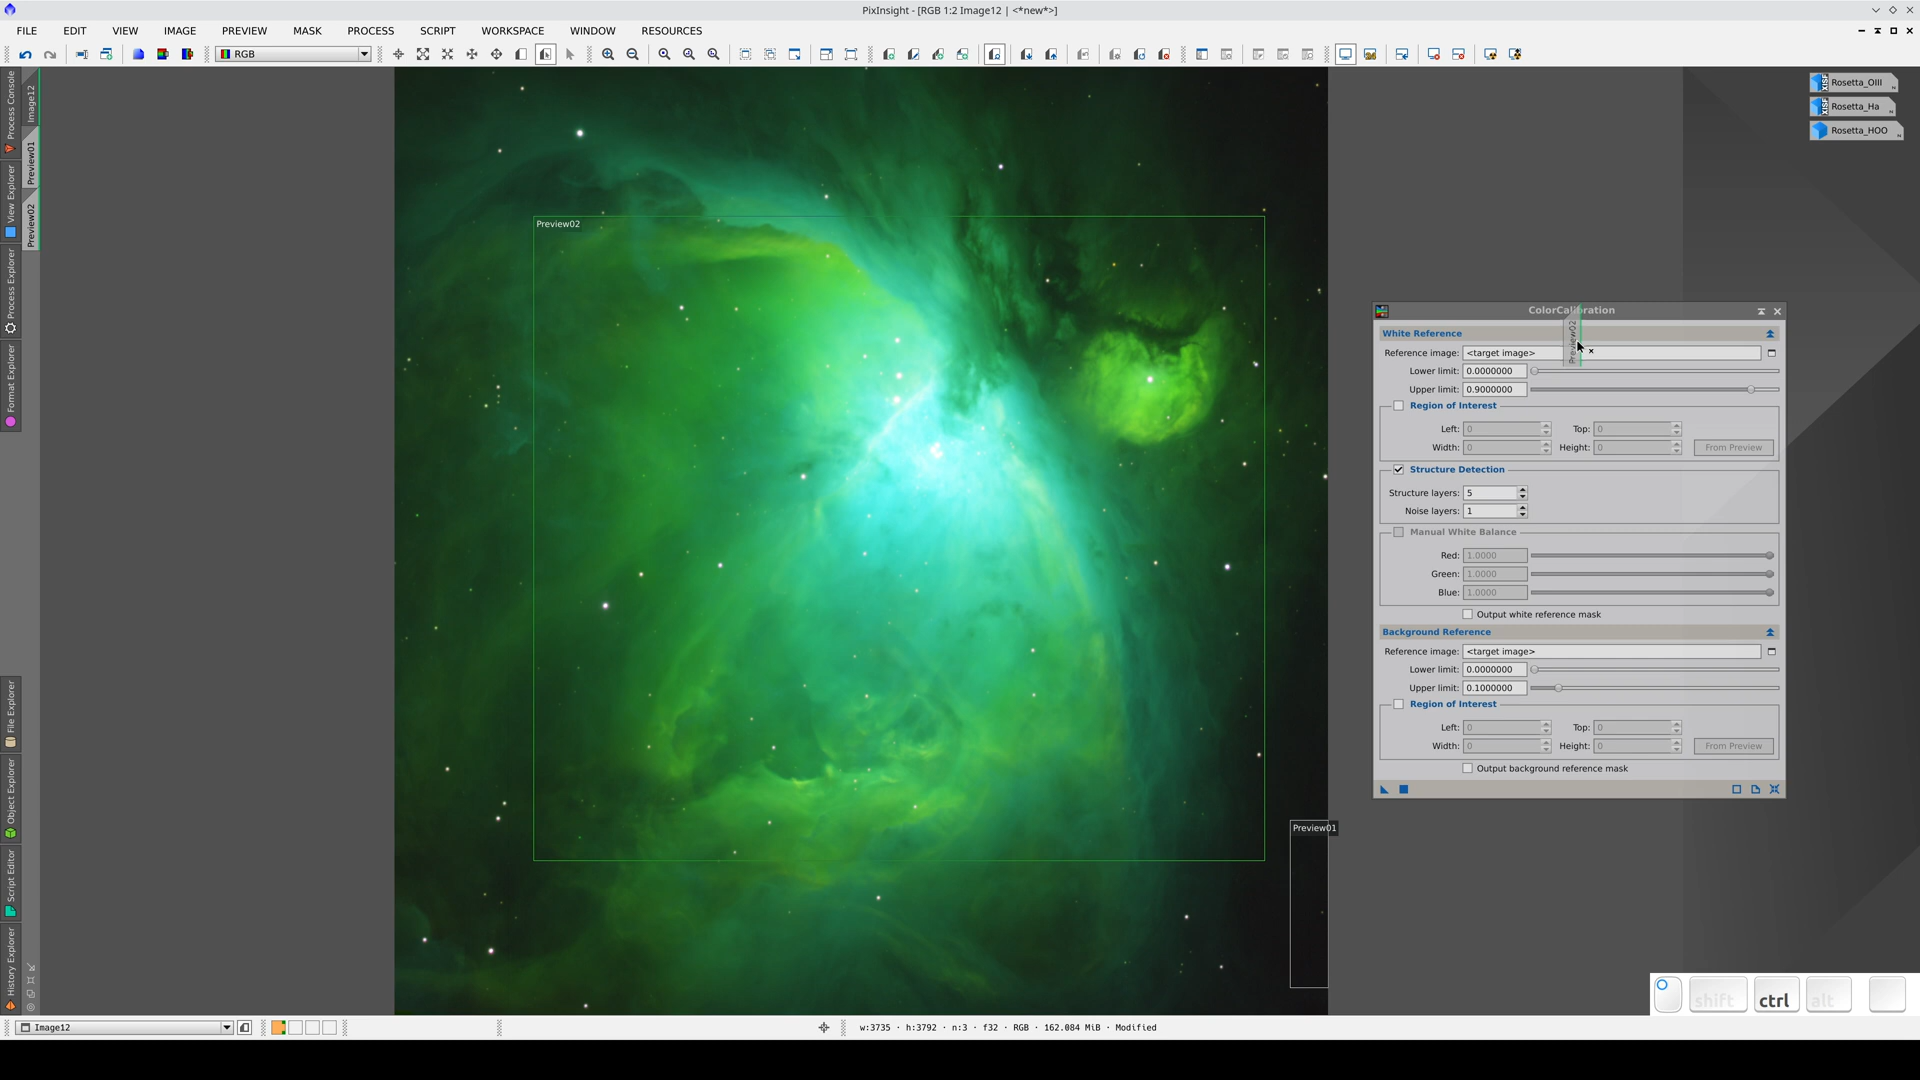 PixInsight - [RGB 1:2 Image12 | <*new*>]
FILE EDIT VIEW IMAGE PREVIEW MASK PROCESS SCRIPT WORKSPACE WINDOW RESOURCES
RGB
Process Console
View Explorer
Process Explorer
Format Explorer
File Explorer
Object Explorer
Script Editor
History Explorer
Image12
Preview01
Preview02
Preview02
Preview01
Rosetta_OIII
Rosetta_Ha
Rosetta_HOO
ColorCalibration
Preview02
White Reference
Reference image: <target image>
Lower limit: 0.0000000
Upper limit: 0.9000000
Region of Interest
Left: 0 Top: 0
Width: 0 Height: 0 From Preview
Structure Detection
Structure layers: 5
Noise layers: 1
Manual White Balance
Red: 1.0000
Green: 1.0000
Blue: 1.0000
Output white reference mask
Background Reference
Reference image: <target image>
Lower limit: 0.0000000
Upper limit: 0.1000000
Region of Interest
Left: 0 Top: 0
Width: 0 Height: 0 From Preview
Output background reference mask
shift ctrl alt
Image12
w:3735 · h:3792 · n:3 · f32 · RGB · 162.084 MiB · Modified